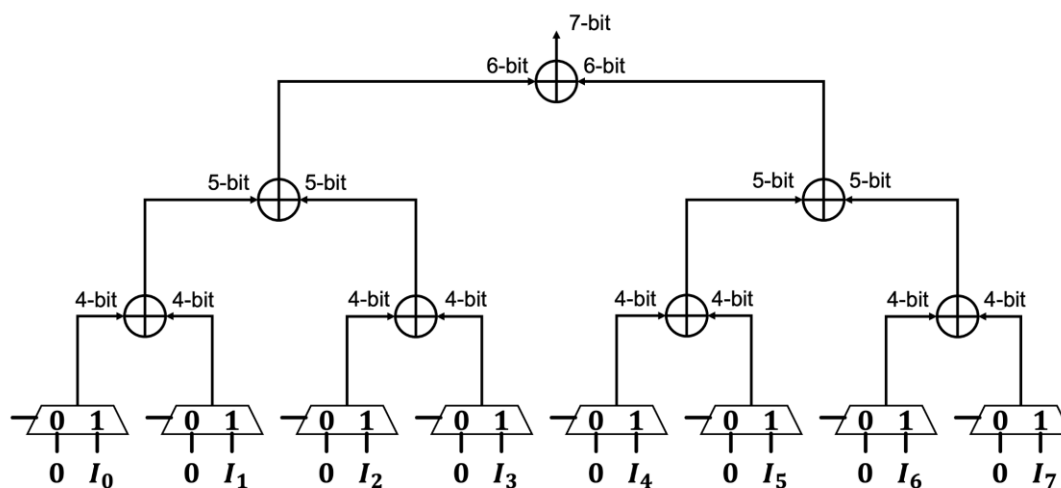 7-bit
6-bit 6-bit
5-bit 5-bit 5-bit 5-bit
4-bit 4-bit 4-bit 4-bit 4-bit 4-bit 4-bit 4-bit
0 1 0 1 0 1 0 1 0 1 0 1 0 1 0 1
0 I₀ 0 I₁ 0 I₂ 0 I₃ 0 I₄ 0 I₅ 0 I₆ 0 I₇